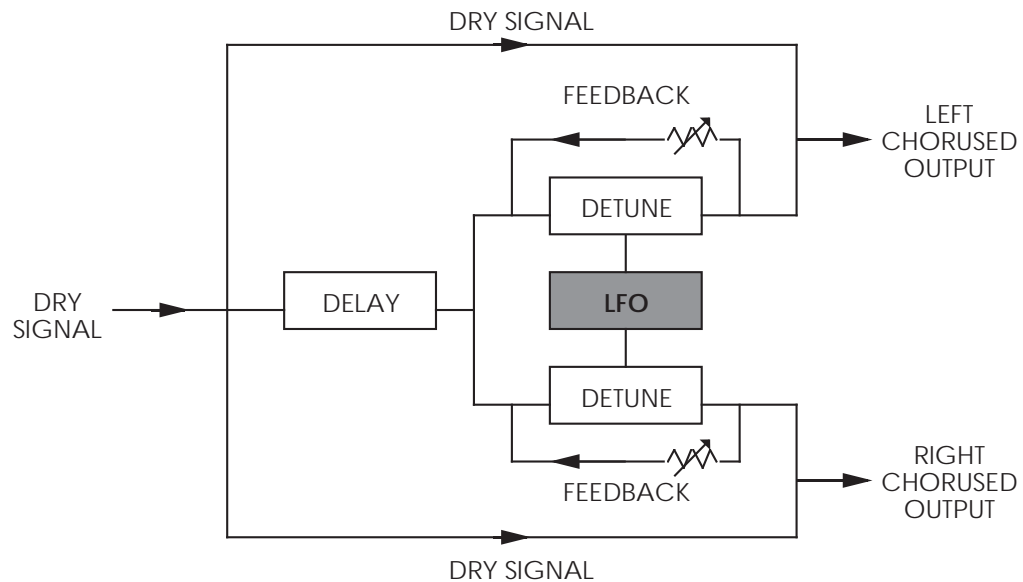 DRY SIGNAL
FEEDBACK
LEFT
CHORUSED
OUTPUT
DETUNE
DRY
SIGNAL
DELAY
LFO
DETUNE
FEEDBACK
RIGHT
CHORUSED
OUTPUT
DRY SIGNAL